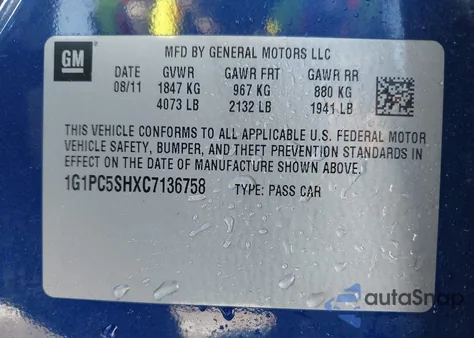 GM
MFD BY GENERAL MOTORS LLC
DATE GVWR GAWR FRT GAWR RR
08/11 1847 KG 967 KG 880 KG
4073 LB 2132 LB 1941 LB
THIS VEHICLE CONFORMS TO ALL APPLICABLE U.S. FEDERAL MOTOR
VEHICLE SAFETY, BUMPER, AND THEFT PREVENTION STANDARDS IN
EFFECT ON THE DATE OF MANUFACTURE SHOWN ABOVE.
1G1PC5SHXC7136758 TYPE: PASS CAR
autoSnap